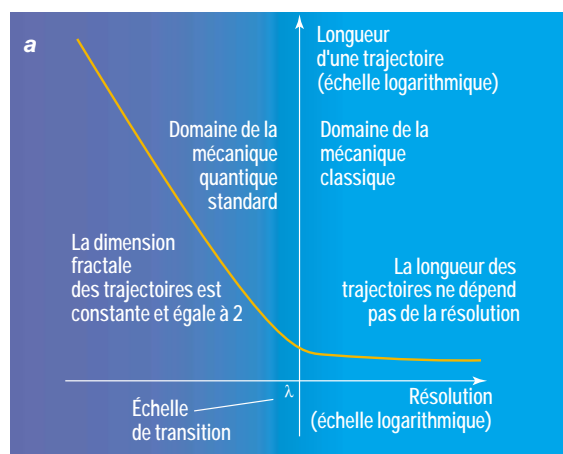 a
Longueur
d'une trajectoire
(échelle logarithmique)
Domaine de la
mécanique
quantique
standard
Domaine de la
mécanique
classique
La dimension
fractale
des trajectoires est
constante et égale à 2
La longueur des
trajectoires ne dépend
pas de la résolution
λ
Échelle
de transition
Résolution
(échelle logarithmique)